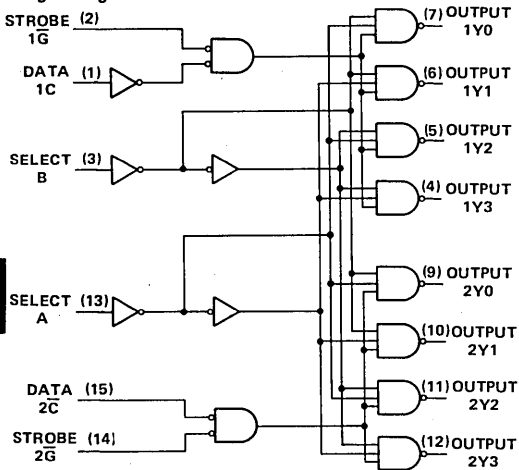 STROBE (2)
1G̅
DATA (1)
1C
SELECT (3)
B
SELECT (13)
A
DATA (15)
2C̅
STROBE (14)
2G̅
(7) OUTPUT
1Y0
(6) OUTPUT
1Y1
(5) OUTPUT
1Y2
(4) OUTPUT
1Y3
(9) OUTPUT
2Y0
(10) OUTPUT
2Y1
(11) OUTPUT
2Y2
(12) OUTPUT
2Y3